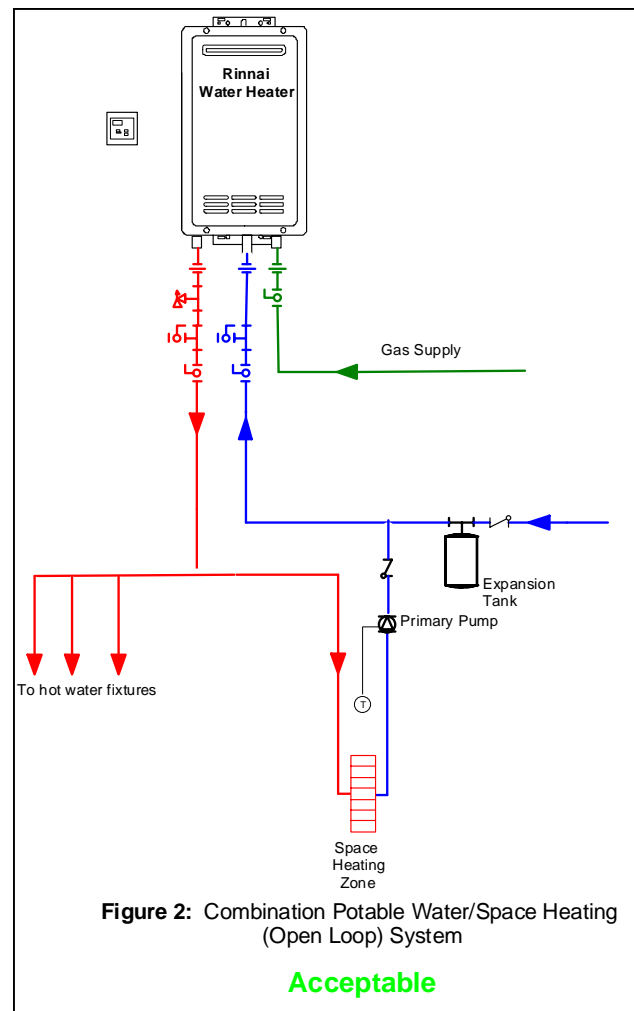 Rinnai
Water Heater
Gas Supply
Expansion
Tank
Primary Pump
T
To hot water fixtures
Space
Heating
Zone
Figure 2: Combination Potable Water/Space Heating
(Open Loop) System
Acceptable